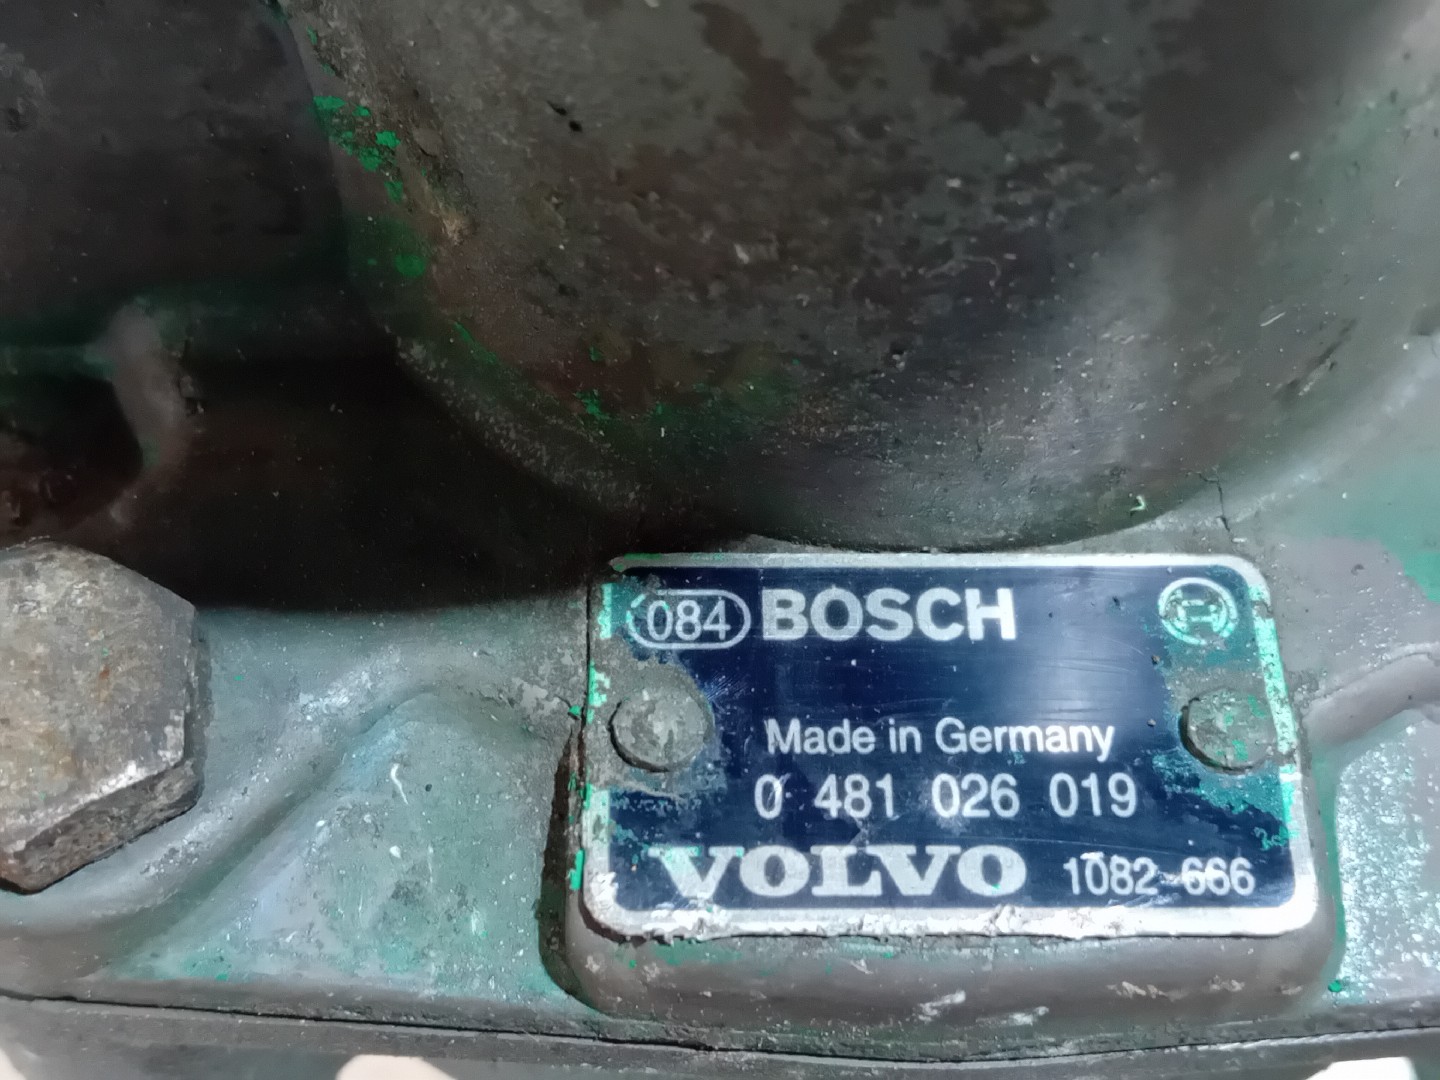 084 BOSCH
Made in Germany
0 481 026 019
VOLVO 1082 666